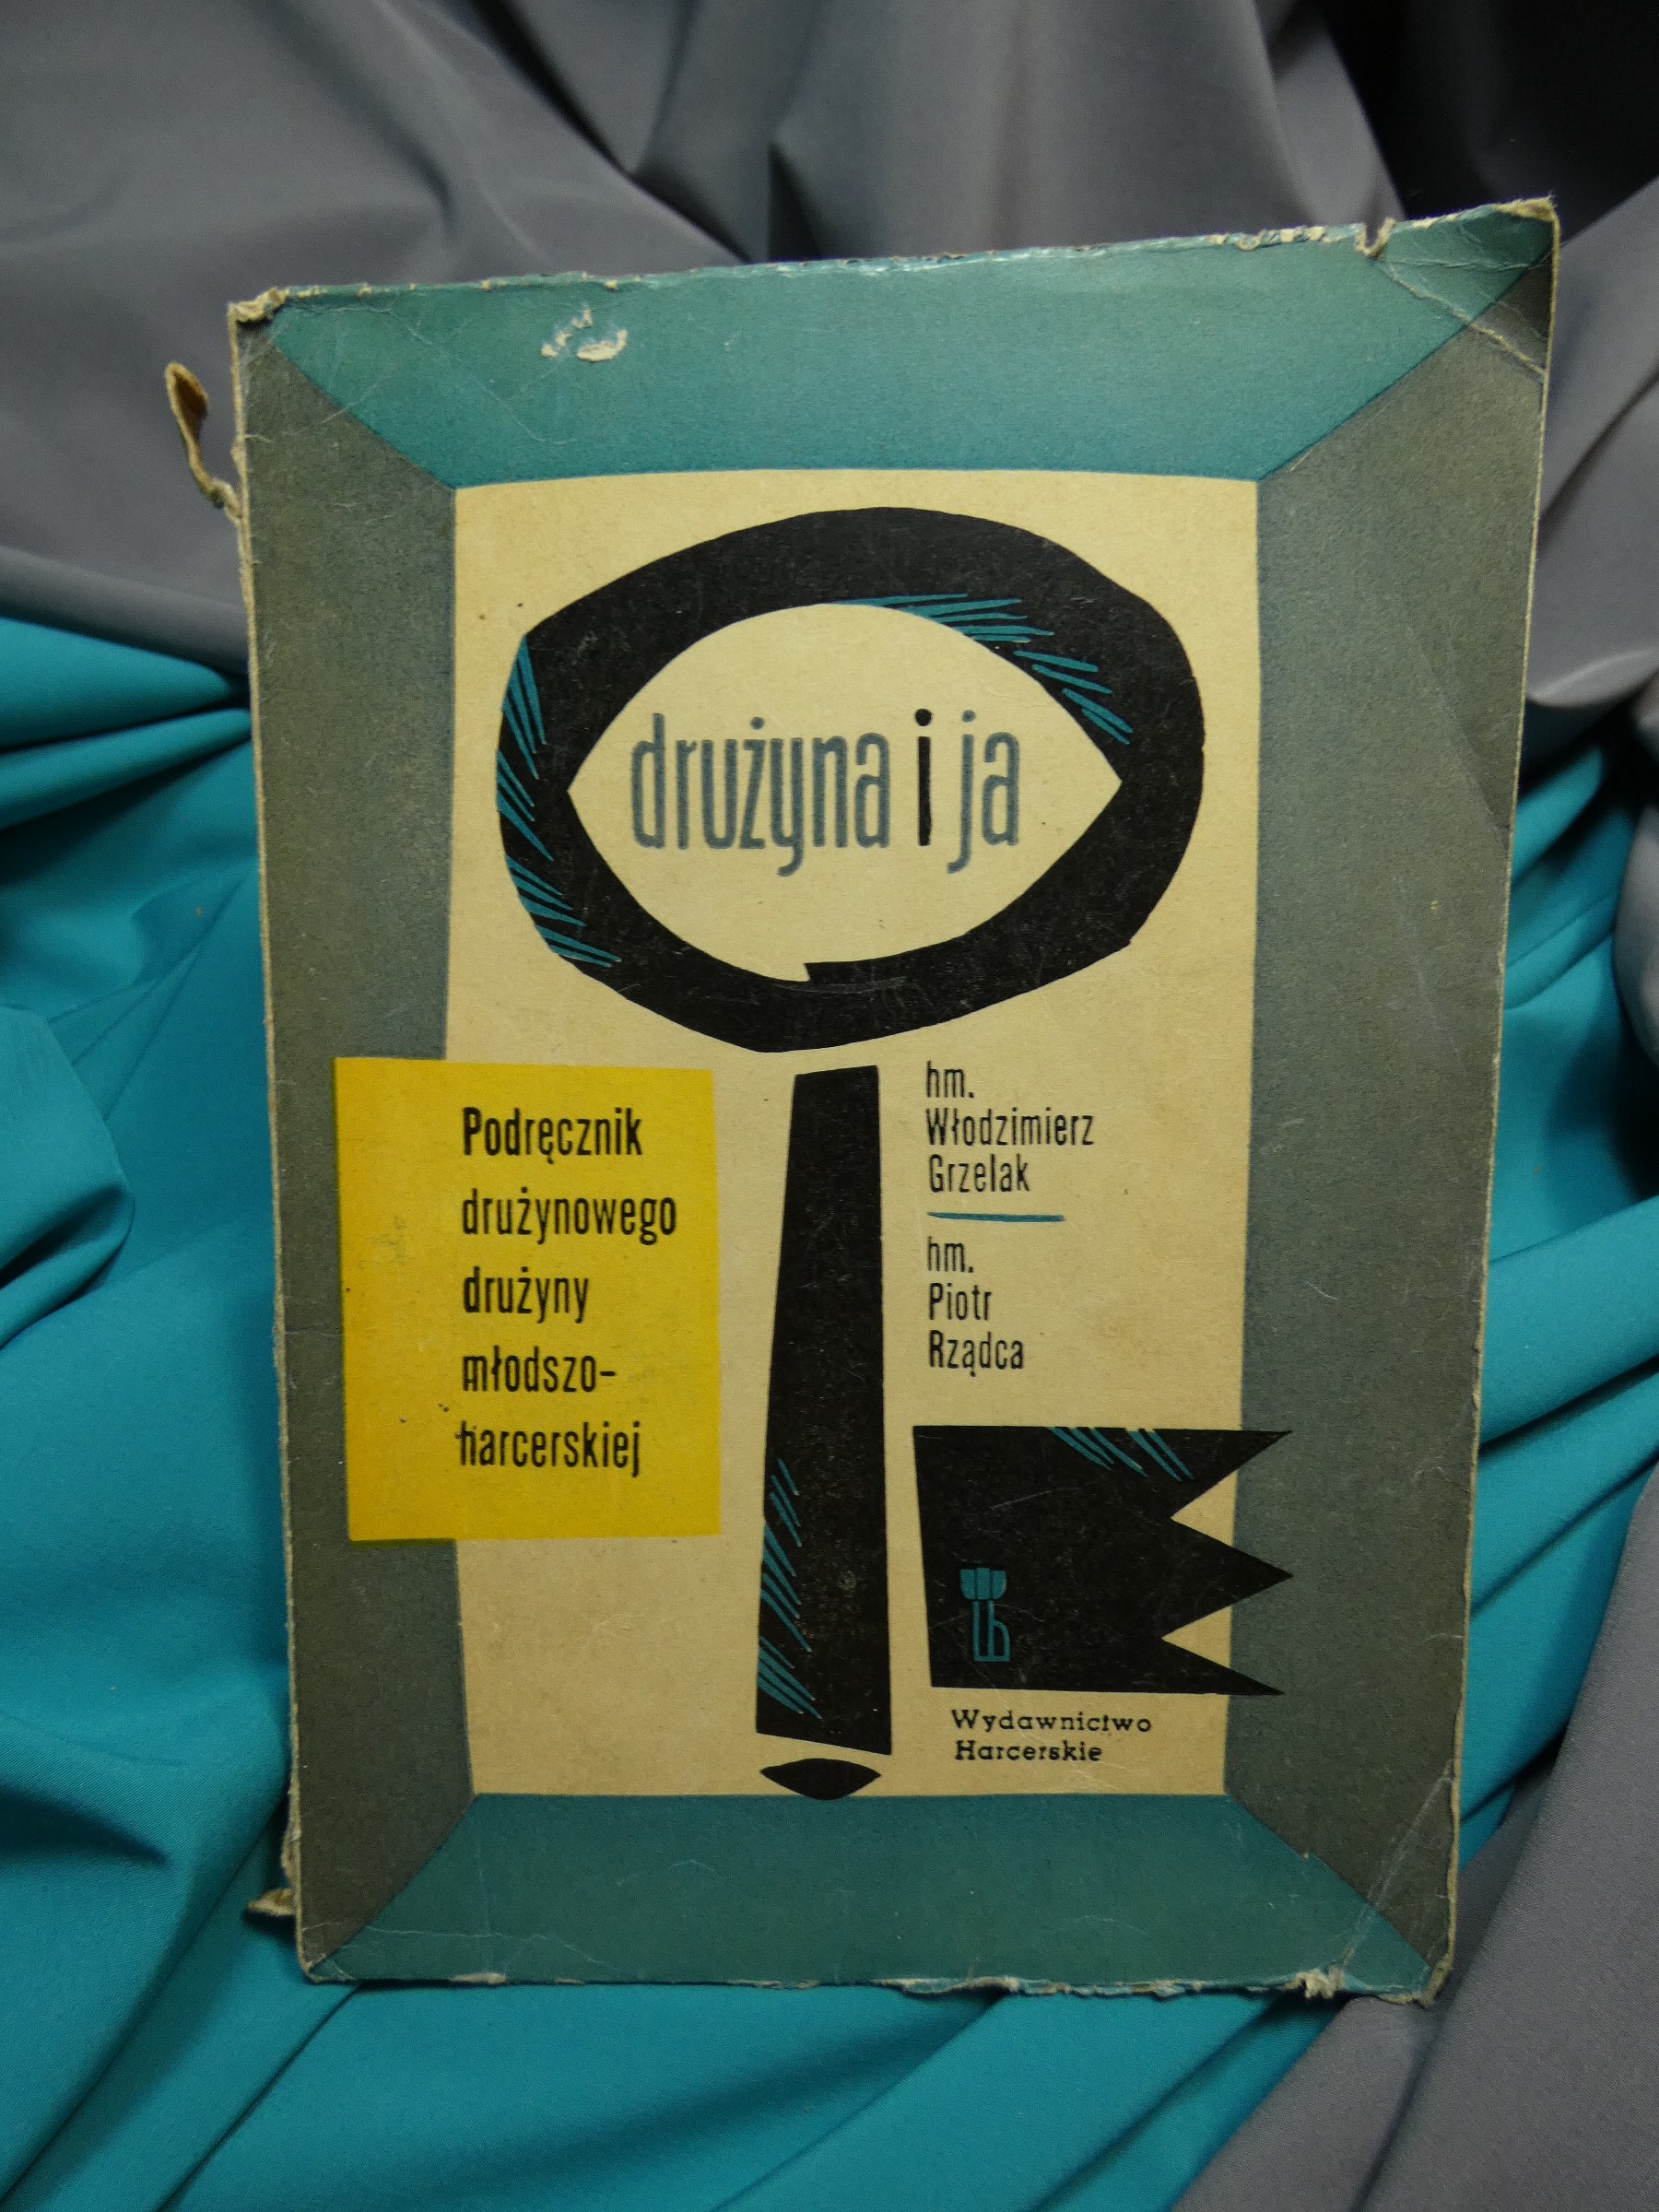 drużyna i ja
Podręcznik
drużynowego
drużyny
młodszo-
harcerskiej
hm.
Włodzimierz
Grzelak
hm.
Piotr
Rządca
Wydawnictwo
Harcerskie